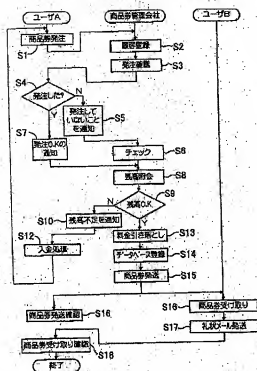 ユーザA
商品券管理会社
ユーザB
商品券発注
S1
顧客登録
S2
発注確認
S3
S4
発注した?
N
Y
発注して
いないこと
を通知
S5
S7
発注O.Kの
通知
チェック
S6
残高照会
S8
残高O.K
S9
N
Y
S10
残高不足を通知
S12
入金処理
料金引き落とし
S13
データベース登録
S14
商品券発送
S15
商品券発送確認
S16
S16
商品券受け取り
S17
礼状メール発送
商品券受け取り確認
S18
終了